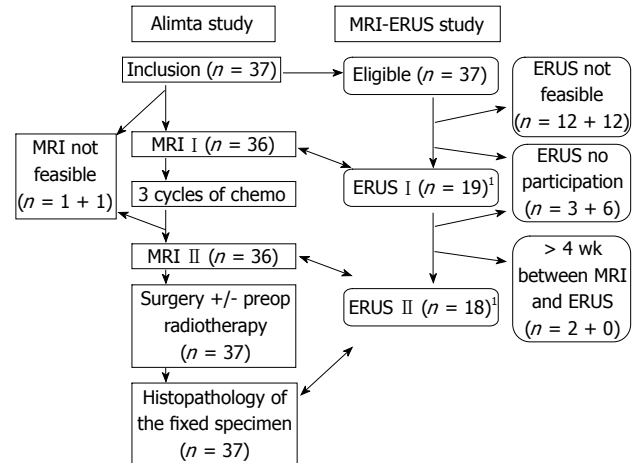 Alimta study
MRI-ERUS study
Inclusion (n = 37)
Eligible (n = 37)
ERUS not
feasible
(n = 12 + 12)
MRI not
feasible
(n = 1 + 1)
MRI Ⅰ (n = 36)
ERUS no
participation
(n = 3 + 6)
3 cycles of chemo
ERUS Ⅰ (n = 19)¹
MRI Ⅱ (n = 36)
> 4 wk
between MRI
and ERUS
(n = 2 + 0)
Surgery +/- preop
radiotherapy
(n = 37)
ERUS Ⅱ (n = 18)¹
Histopathology of
the fixed specimen
(n = 37)